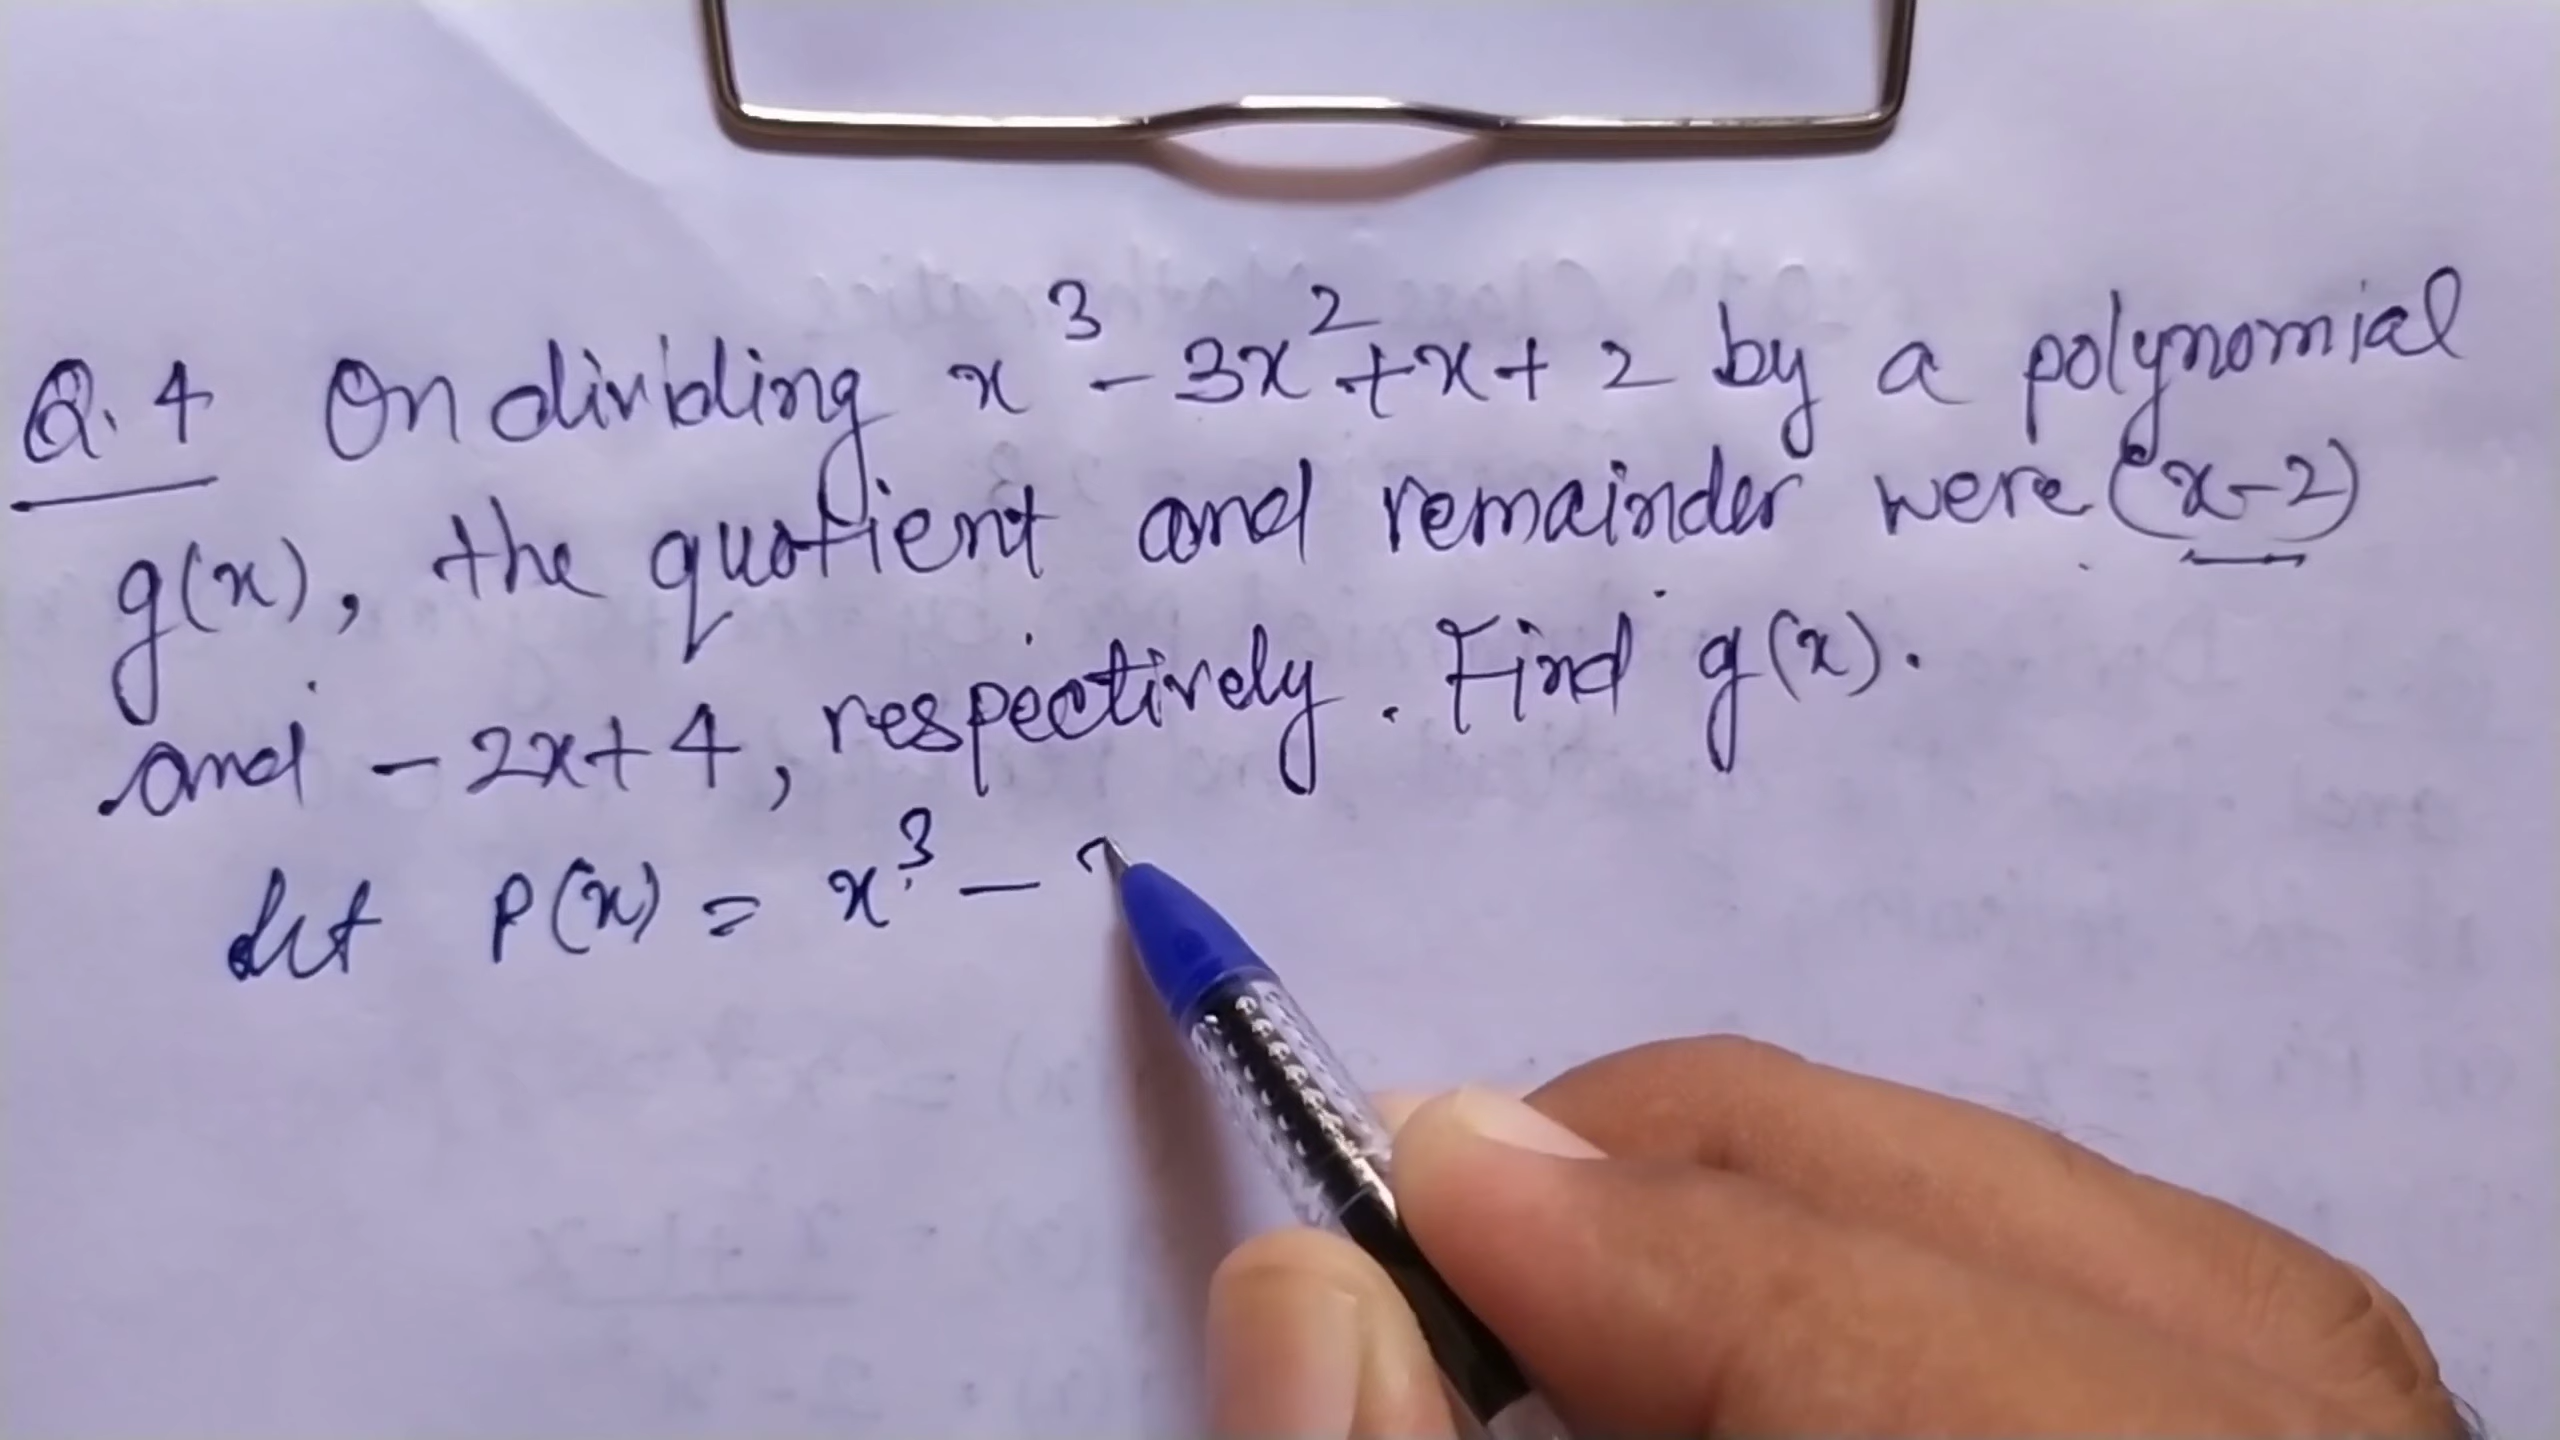 Q.4 On dividing x³ - 3x² + x + 2 by a polynomial
g(x), the quotient and remainder were (x-2)
and - 2x+4, respectively. Find g(x).
Let P(x) = x³ -